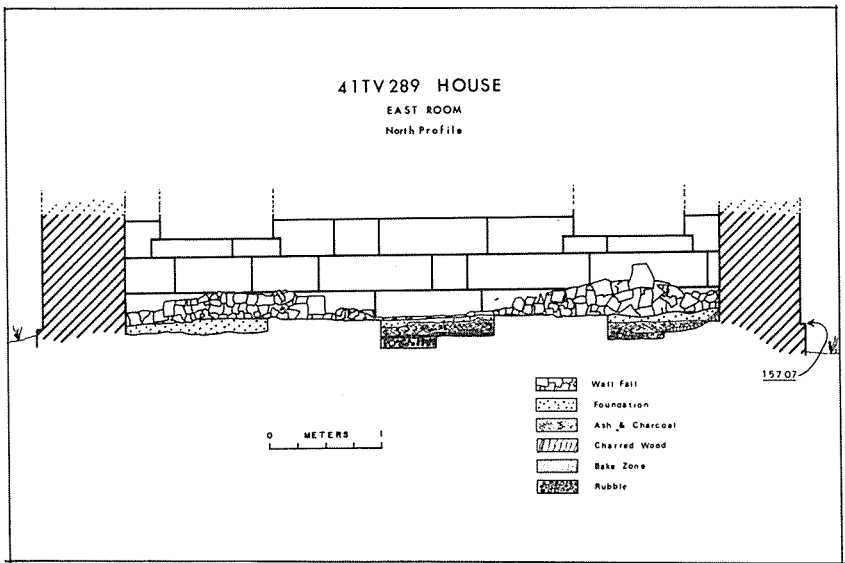 41TV289 HOUSE
EAST ROOM
North Profile
157.07
Wall Fall
Foundation
Ash & Charcoal
Charred Wood
Bake Zone
Rubble
0 METERS 1